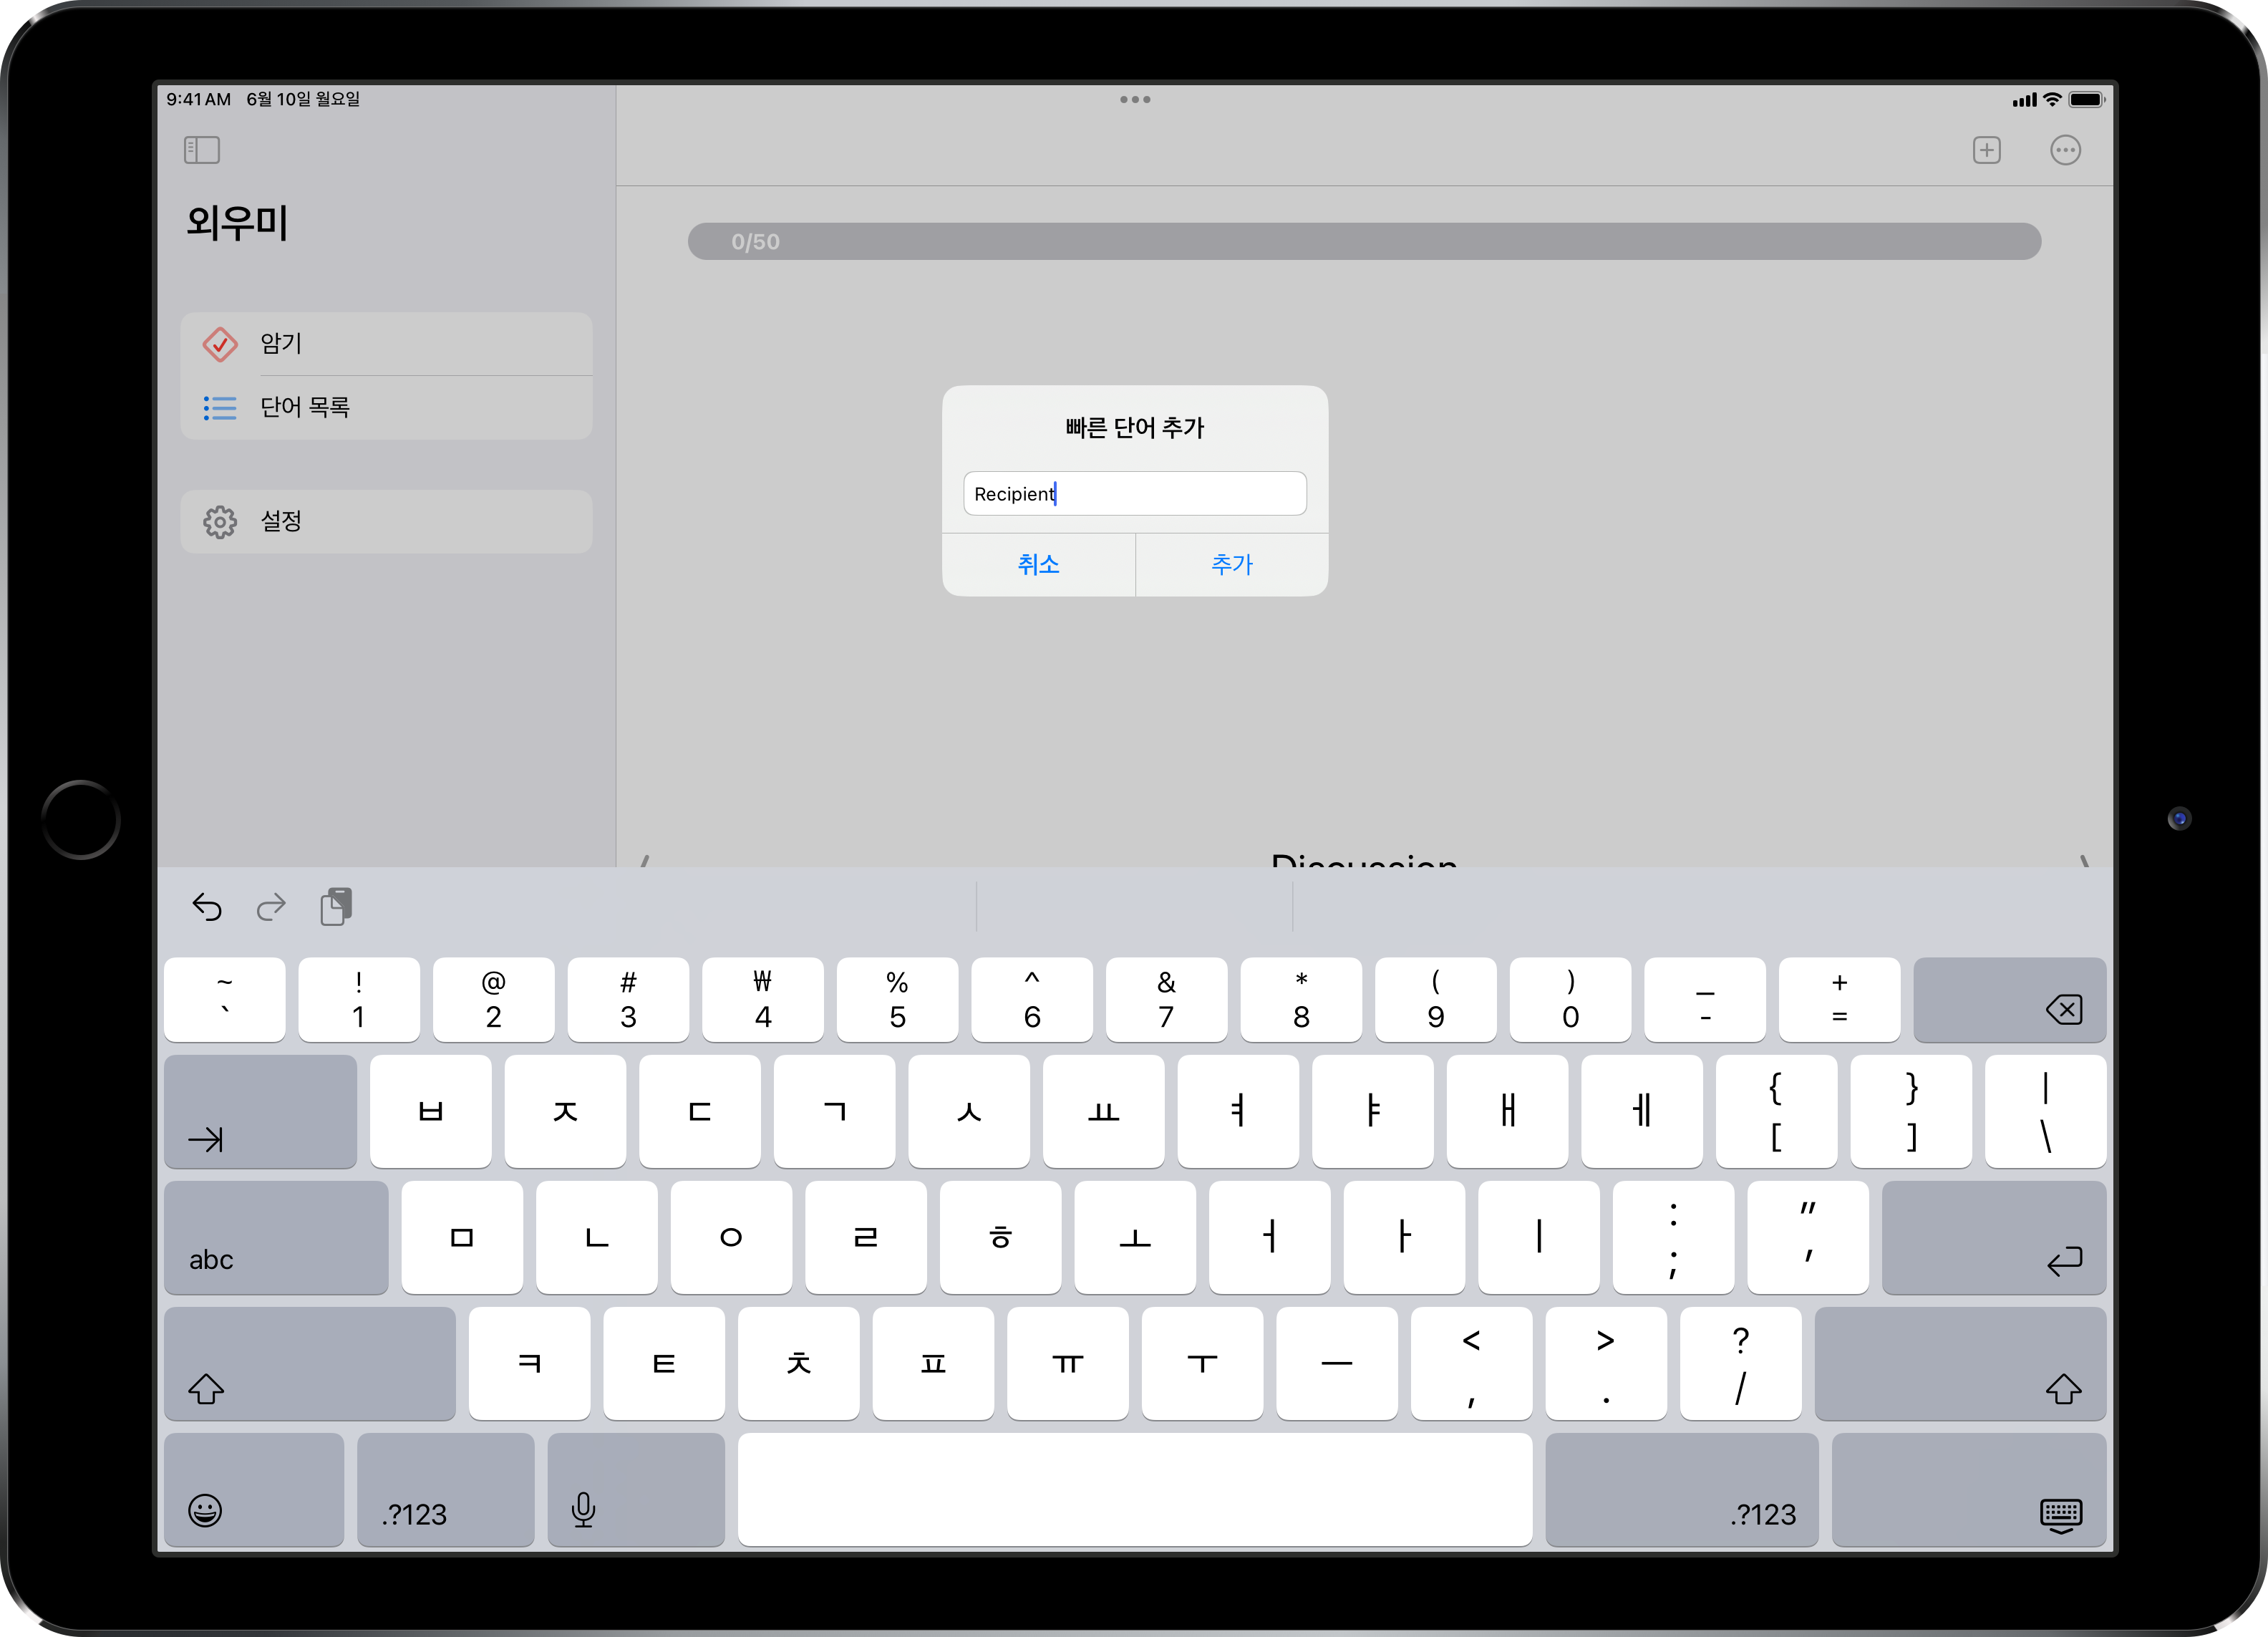 9:41 AM 6월 10일 월요일
외우미
암기
단어 목록
설정
0/50
빠른 단어 추가
Recipient
취소 추가
Discussion
~ ! @ # ₩ % ^ & * ( ) _ +
` 1 2 3 4 5 6 7 8 9 0 - =
ㅂ ㅈ ㄷ ㄱ ㅅ ㅛ ㅕ ㅑ ㅐ ㅔ { } |
[ ] \
abc ㅁ ㄴ ㅇ ㄹ ㅎ ㅗ ㅓ ㅏ ㅣ : "
; '
ㅋ ㅌ ㅊ ㅍ ㅠ ㅜ ㅡ < > ?
, . /
.?123 .?123